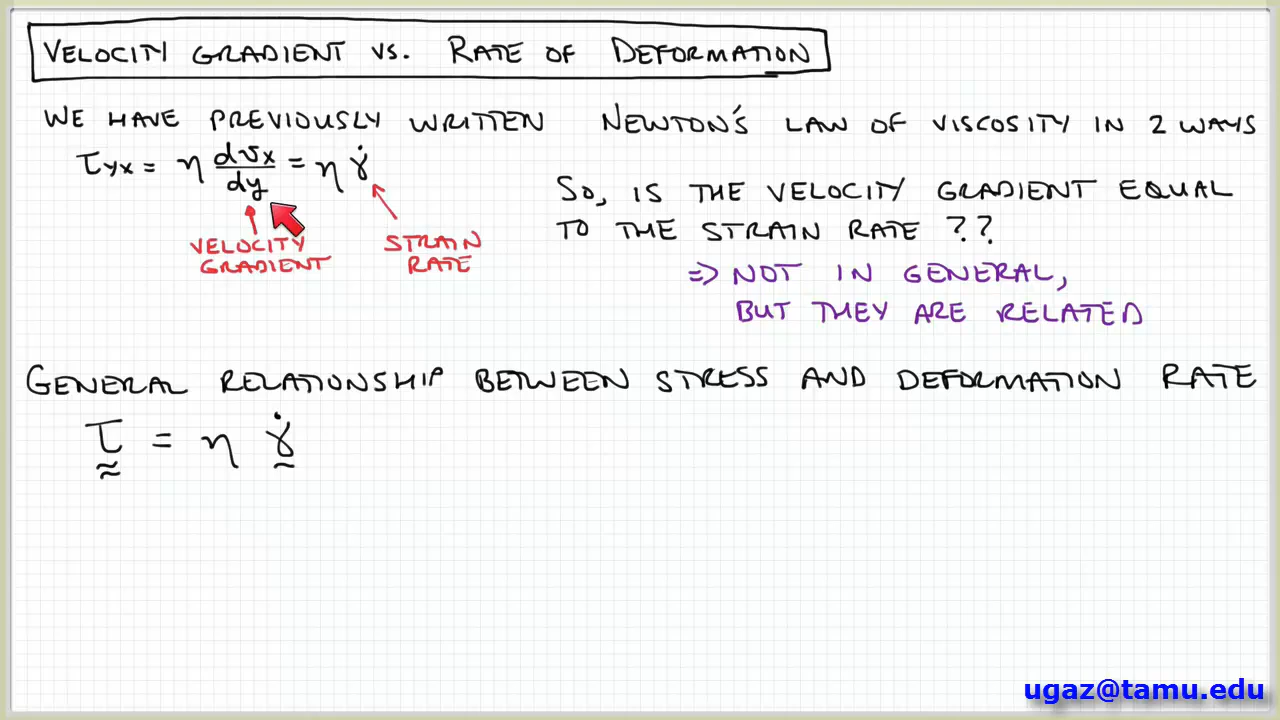 VELOCITY GRADIENT VS. RATE OF DEFORMATION
WE HAVE PREVIOUSLY WRITTEN NEWTON'S LAW OF VISCOSITY IN 2 WAYS
τyx = η dvx/dy = η γ̇
VELOCITY GRADIENT
STRAIN RATE
SO, IS THE VELOCITY GRADIENT EQUAL
TO THE STRAIN RATE ??
⇒ NOT IN GENERAL,
BUT THEY ARE RELATED
GENERAL RELATIONSHIP BETWEEN STRESS AND DEFORMATION RATE
τ = η γ̇
≈ ≈
ugaz@tamu.edu